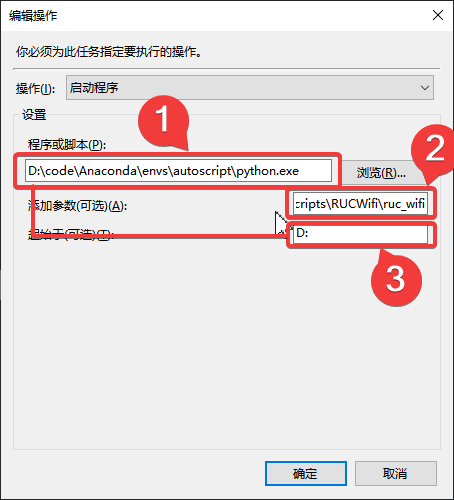 编辑操作
你必须为此任务指定要执行的操作。
操作(I): 启动程序
设置
1
程序或脚本(P):
D:\code\Anaconda\envs\autoscript\python.exe 浏览(R)...
2
添加参数(可选)(A): cripts\RUCWifi\ruc_wifi
起始于(可选)(T): D:
3
确定 取消